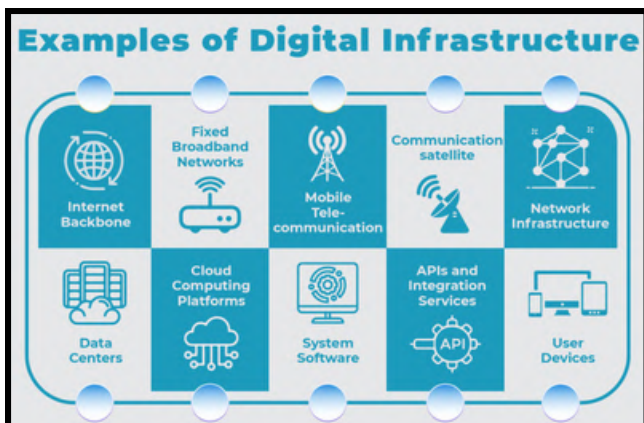 Examples of Digital Infrastructure
Internet
Backbone
Fixed
Broadband
Networks
Mobile
Tele-
communication
Communication
satellite
Network
Infrastructure
Data
Centers
Cloud
Computing
Platforms
System
Software
APIs and
Integration
Services
API
User
Devices